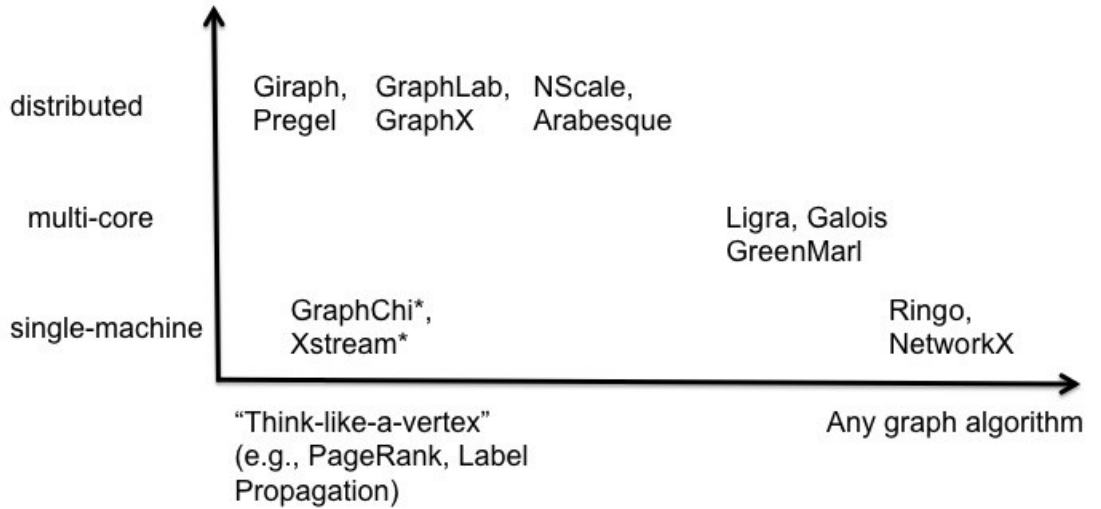 distributed
Giraph, GraphLab, NScale,
Pregel GraphX Arabesque
multi-core
Ligra, Galois
GreenMarl
single-machine
GraphChi*,
Xstream*
Ringo,
NetworkX
“Think-like-a-vertex”
(e.g., PageRank, Label
Propagation)
Any graph algorithm